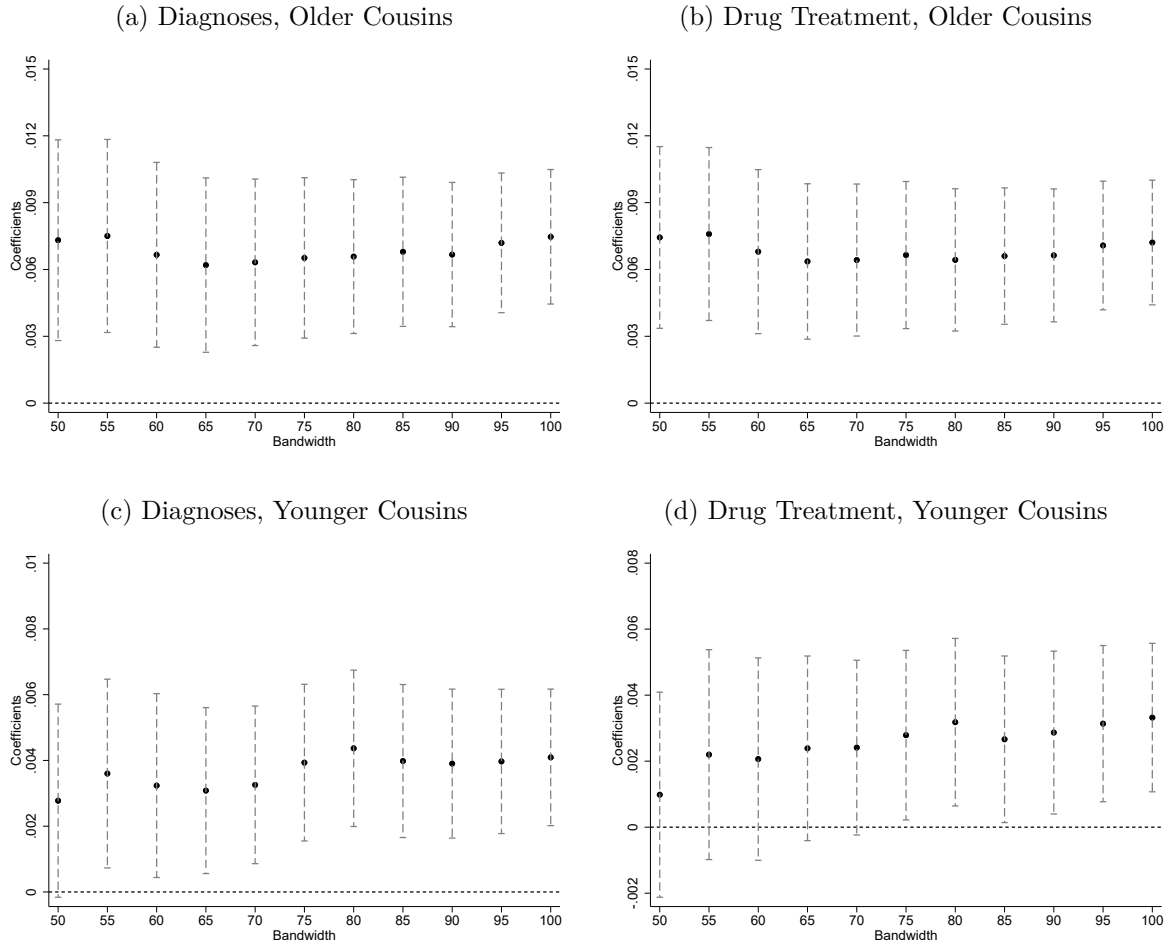 (a) Diagnoses, Older Cousins
Coefficients
.015
.012
.009
.006
.003
0
50 55 60 65 70 75 80 85 90 95 100
Bandwidth
(b) Drug Treatment, Older Cousins
Coefficients
.015
.012
.009
.006
.003
0
50 55 60 65 70 75 80 85 90 95 100
Bandwidth
(c) Diagnoses, Younger Cousins
Coefficients
.01
.008
.006
.004
.002
0
50 55 60 65 70 75 80 85 90 95 100
Bandwidth
(d) Drug Treatment, Younger Cousins
Coefficients
.008
.006
.004
.002
0
-.002
50 55 60 65 70 75 80 85 90 95 100
Bandwidth